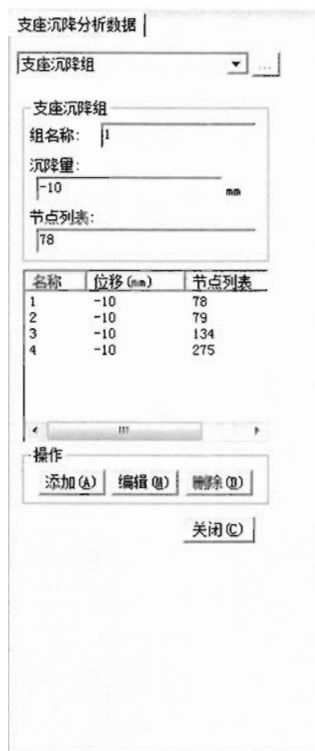 支座沉降分析数据
支座沉降组 ...
支座沉降组
组名称: 1
沉降量:
-10 mm
节点列表:
78
名称 位移(mm) 节点列表
1 -10 78
2 -10 79
3 -10 134
4 -10 275
操作
添加(A) 编辑(M) 删除(D)
关闭(C)